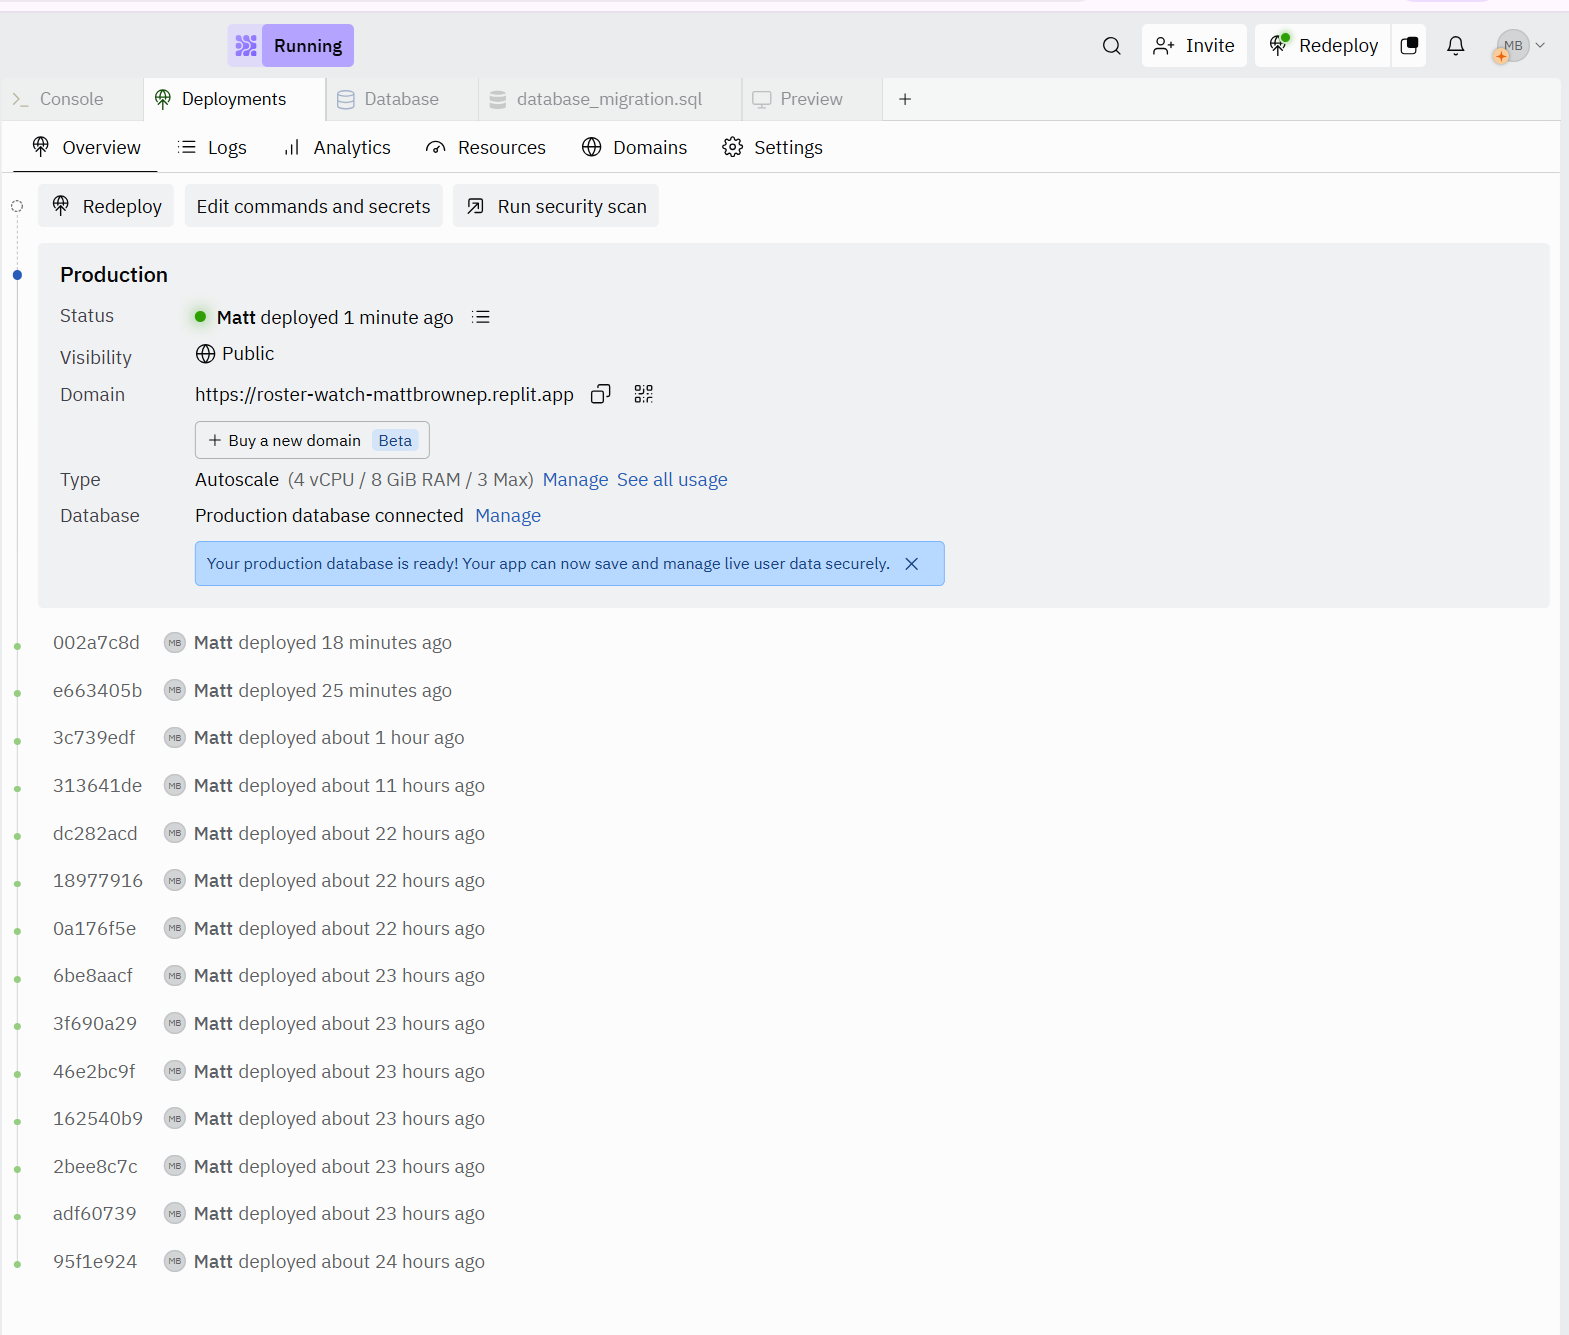 Running
Invite
Redeploy
MB
Console
Deployments
Database
database_migration.sql
Preview
Overview
Logs
Analytics
Resources
Domains
Settings
Redeploy
Edit commands and secrets
Run security scan
Production
Status
Matt deployed 1 minute ago
Visibility
Public
Domain
https://roster-watch-mattbrownep.replit.app
+ Buy a new domain Beta
Type
Autoscale (4 vCPU / 8 GiB RAM / 3 Max) Manage See all usage
Database
Production database connected Manage
Your production database is ready! Your app can now save and manage live user data securely.
002a7c8d MB Matt deployed 18 minutes ago
e663405b MB Matt deployed 25 minutes ago
3c739edf MB Matt deployed about 1 hour ago
313641de MB Matt deployed about 11 hours ago
dc282acd MB Matt deployed about 22 hours ago
18977916 MB Matt deployed about 22 hours ago
0a176f5e MB Matt deployed about 22 hours ago
6be8aacf MB Matt deployed about 23 hours ago
3f690a29 MB Matt deployed about 23 hours ago
46e2bc9f MB Matt deployed about 23 hours ago
162540b9 MB Matt deployed about 23 hours ago
2bee8c7c MB Matt deployed about 23 hours ago
adf60739 MB Matt deployed about 23 hours ago
95f1e924 MB Matt deployed about 24 hours ago